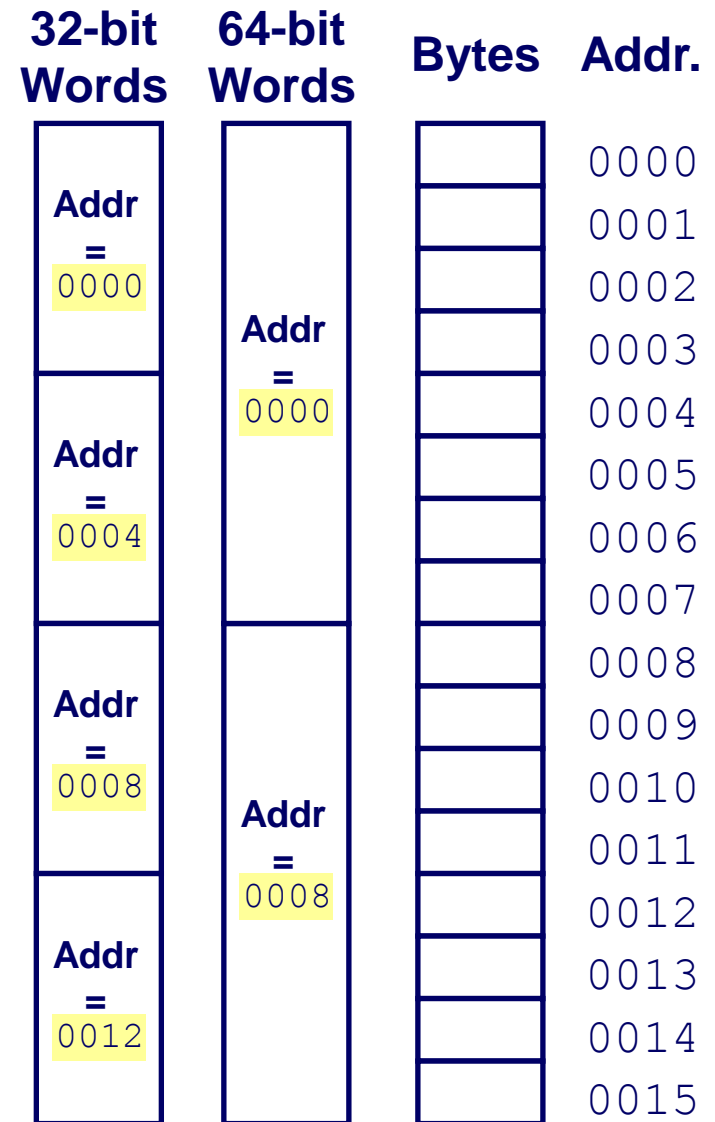 32-bit Words
64-bit Words
Bytes
Addr.
Addr
=
0000
Addr
=
0004
Addr
=
0008
Addr
=
0012
Addr
=
0000
Addr
=
0008
0000
0001
0002
0003
0004
0005
0006
0007
0008
0009
0010
0011
0012
0013
0014
0015